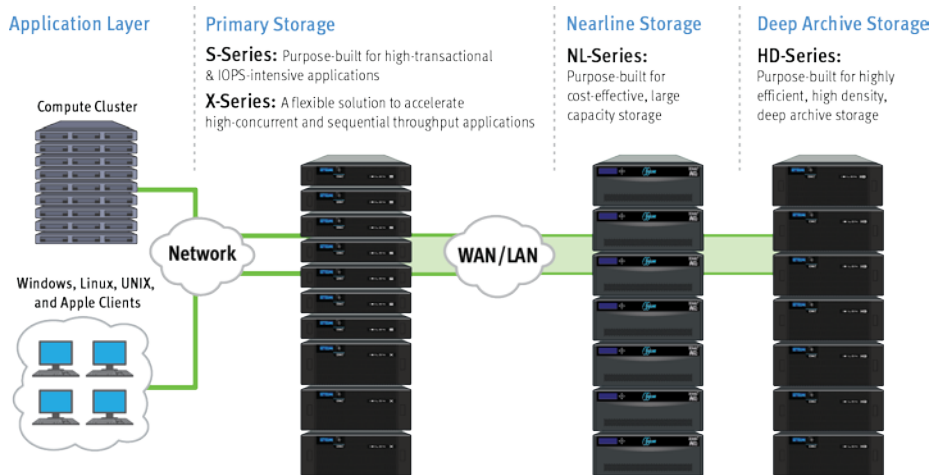 Application Layer
Primary Storage
S-Series: Purpose-built for high-transactional
& IOPS-intensive applications
X-Series: A flexible solution to accelerate
high-concurrent and sequential throughput applications
Nearline Storage
NL-Series:
Purpose-built for
cost-effective, large
capacity storage
Deep Archive Storage
HD-Series:
Purpose-built for highly
efficient, high density,
deep archive storage
Compute Cluster
Network
WAN/LAN
Windows, Linux, UNIX,
and Apple Clients